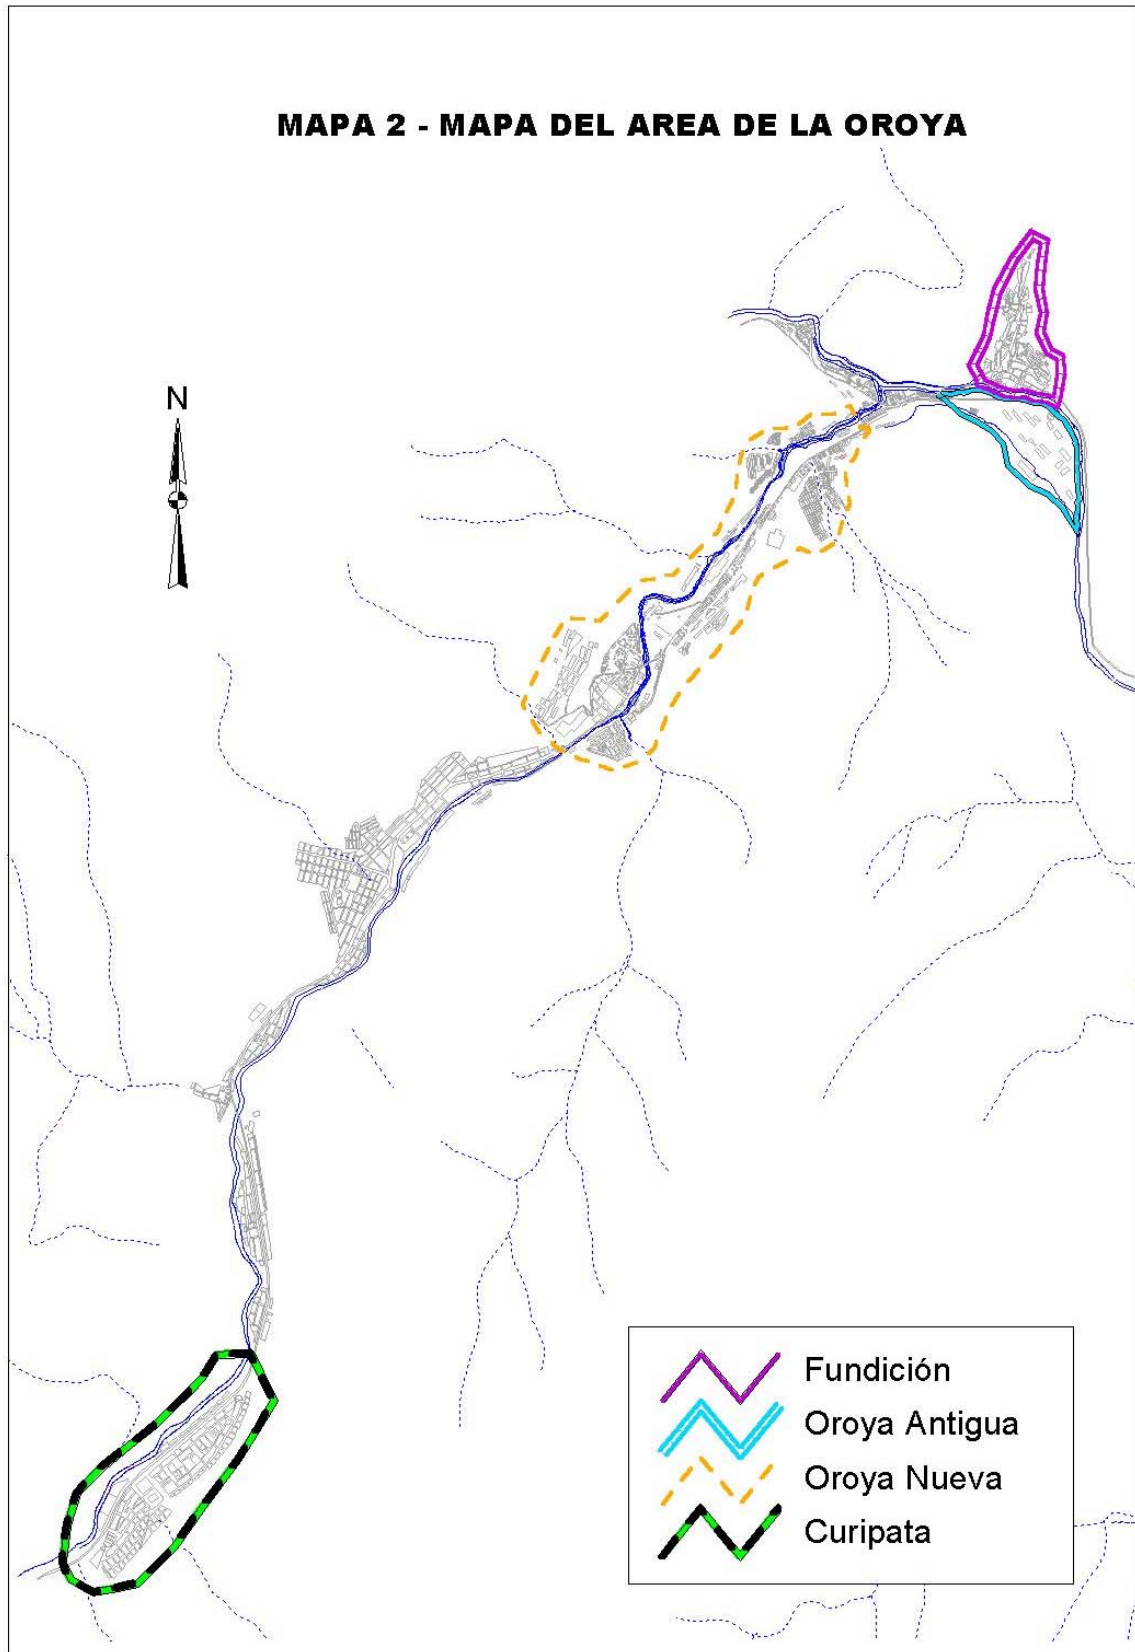 MAPA 2 - MAPA DEL AREA DE LA OROYA
N
Fundición
Oroya Antigua
Oroya Nueva
Curipata